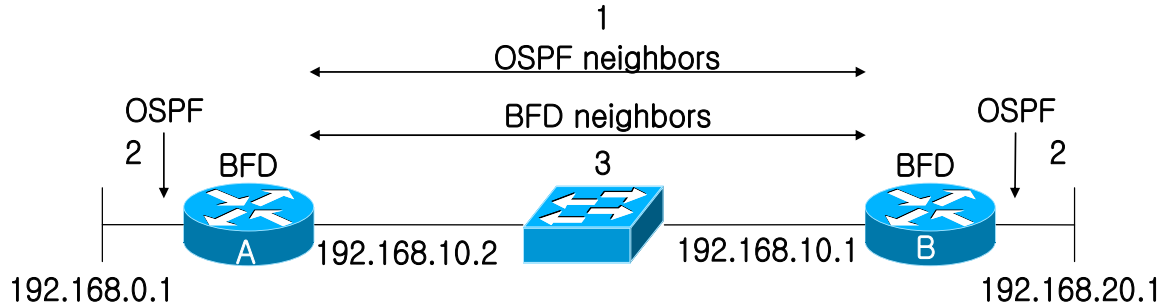 1
OSPF neighbors
OSPF
BFD neighbors
OSPF
2
BFD
3
BFD
2
A
192.168.10.2
192.168.10.1
B
192.168.0.1
192.168.20.1